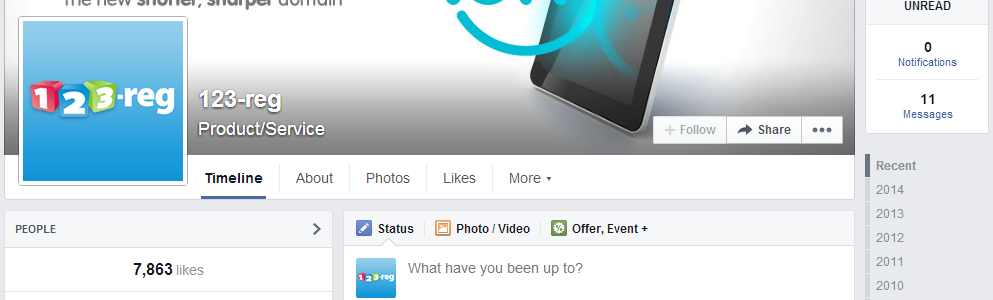 The new shorter, sharper domain
UNREAD
0
Notifications
11
Messages
123-reg
123-reg
Product/Service
+ Follow
Share
Timeline
About
Photos
Likes
More
Recent
2014
2013
2012
2011
2010
PEOPLE
7,863 likes
Status
Photo / Video
Offer, Event +
123-reg
What have you been up to?